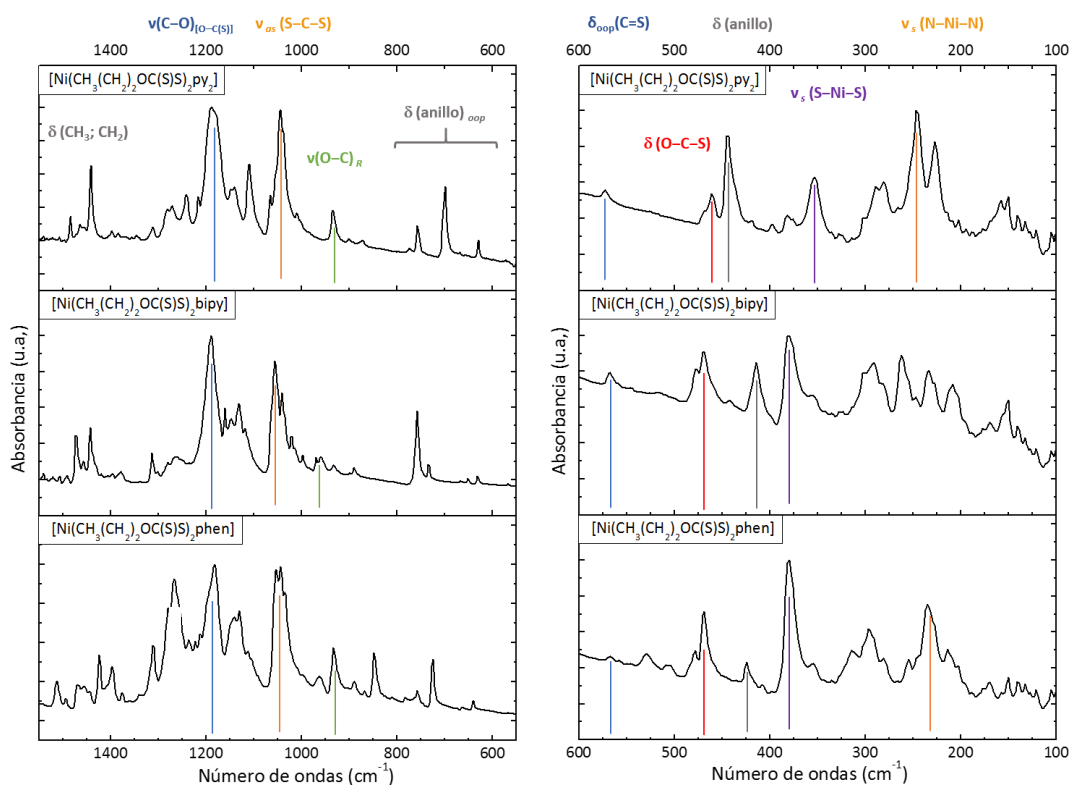 ν(C–O)[O–C(S)] ν as (S–C–S)
1400 1200 1000 800 600
[Ni(CH3(CH2)2OC(S)S)2py2]
δ (CH3; CH2)
δ (anillo) oop
ν(O–C) R
[Ni(CH3(CH2)2OC(S)S)2bipy]
[Ni(CH3(CH2)2OC(S)S)2phen]
Absorbancia (u.a,)
1400 1200 1000 800 600
Número de ondas (cm-1)
δoop(C=S) δ (anillo) νs (N–Ni–N)
600 500 400 300 200 100
[Ni(CH3(CH2)2OC(S)S)2py2]
νs (S–Ni–S)
δ (O–C–S)
[Ni(CH3(CH2)2OC(S)S)2bipy]
[Ni(CH3(CH2)2OC(S)S)2phen]
Absorbancia (u.a,)
600 500 400 300 200 100
Número de ondas (cm-1)